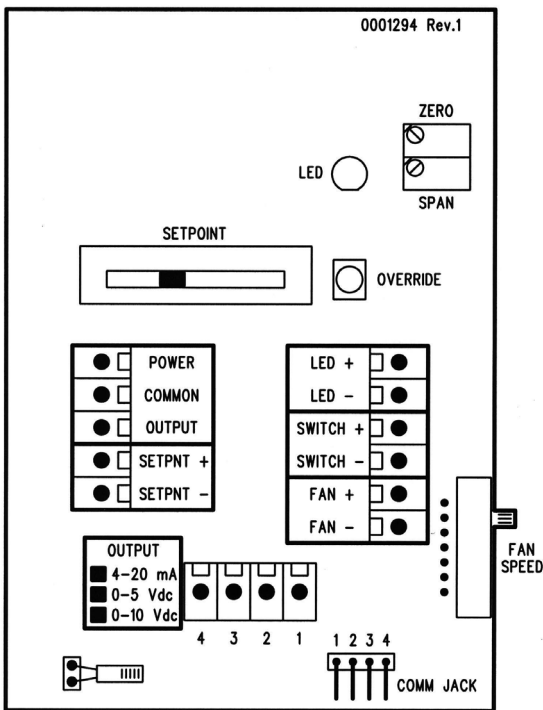 0001294 Rev.1
ZERO
LED
SPAN
SETPOINT
OVERRIDE
POWER
COMMON
OUTPUT
SETPNT +
SETPNT -
LED +
LED -
SWITCH +
SWITCH -
FAN +
FAN -
FAN
SPEED
OUTPUT
4-20 mA
0-5 Vdc
0-10 Vdc
4 3 2 1
1 2 3 4
COMM JACK